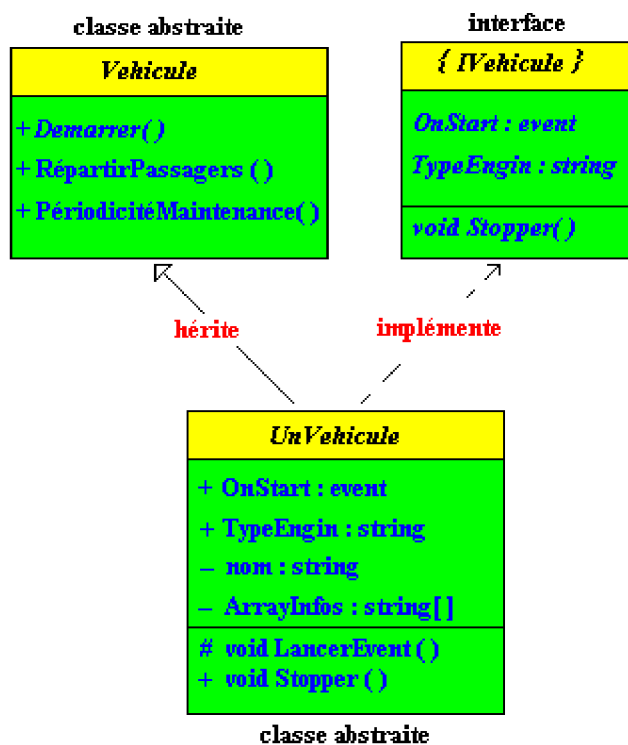 classe abstraite
Vehicule
+ Demarrer()
+ RépartirPassagers ()
+ PériodicitéMaintenance()
interface
{ IVehicule }
OnStart : event
TypeEngin : string
void Stopper()
hérite
implémente
UnVehicule
+ OnStart : event
+ TypeEngin : string
– nom : string
– ArrayInfos : string[]
# void LancerEvent ()
+ void Stopper ()
classe abstraite